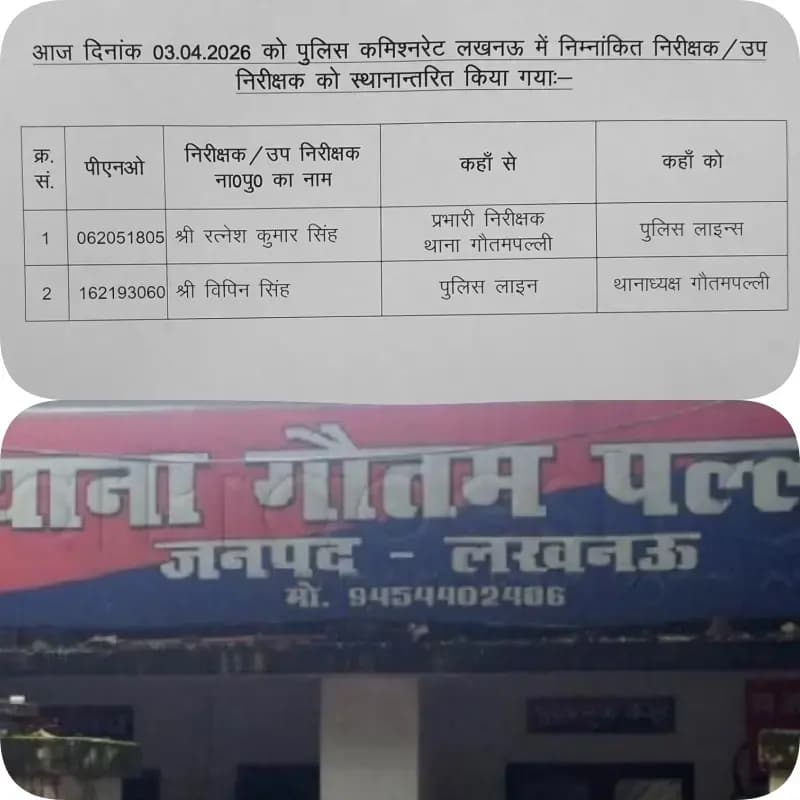 आज दिनांक 03.04.2026 को पुलिस कमिश्नरेट लखनऊ में निम्नांकित निरीक्षक/उप
निरीक्षक को स्थानान्तरित किया गयाः–
क्र. सं. पीएनओ निरीक्षक/उप निरीक्षक ना0पु0 का नाम कहाँ से कहाँ को
1 062051805 श्री रत्नेश कुमार सिंह प्रभारी निरीक्षक थाना गौतमपल्ली पुलिस लाइन्स
2 162193060 श्री विपिन सिंह पुलिस लाइन थानाध्यक्ष गौतमपल्ली
थाना गौतम पल्ल
जनपद - लखनऊ
मो. 9454402406